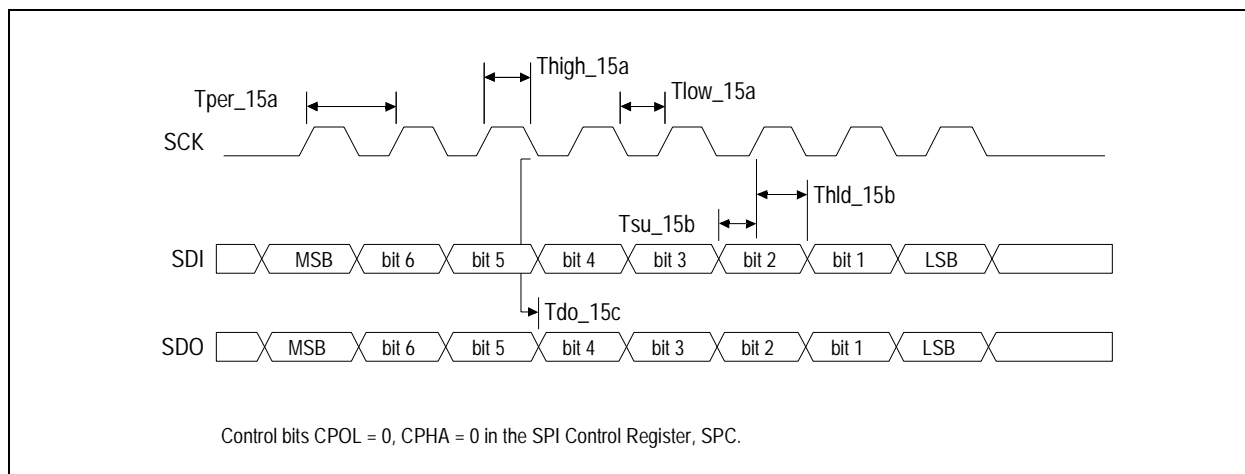 Thigh_15a
Tper_15a
Tlow_15a
SCK
Thld_15b
Tsu_15b
SDI MSB bit 6 bit 5 bit 4 bit 3 bit 2 bit 1 LSB
Tdo_15c
SDO MSB bit 6 bit 5 bit 4 bit 3 bit 2 bit 1 LSB
Control bits CPOL = 0, CPHA = 0 in the SPI Control Register, SPC.